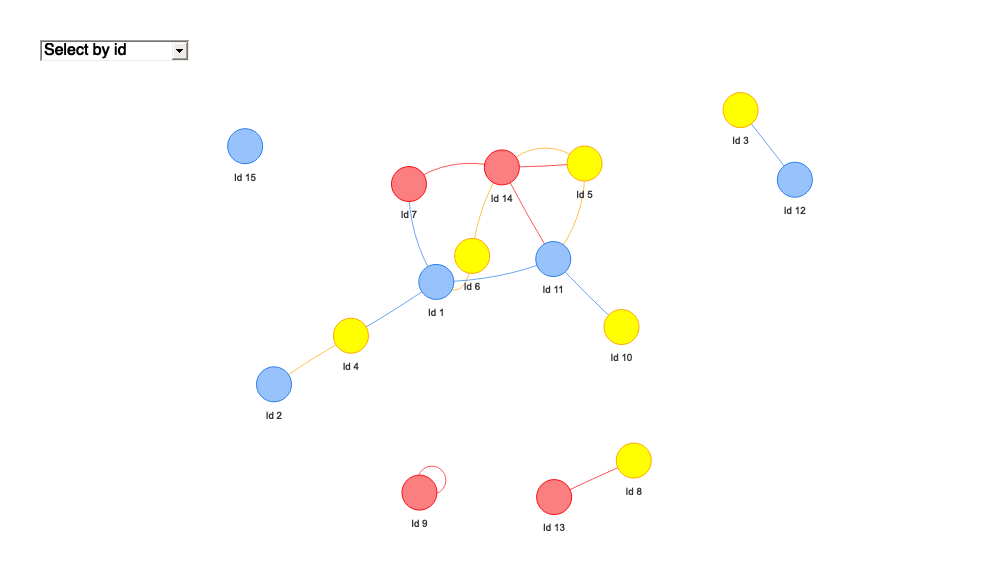 Select by id
Id 3
Id 15
Id 14
Id 5
Id 12
Id 7
Id 6
Id 11
Id 1
Id 10
Id 4
Id 2
Id 8
Id 9
Id 13